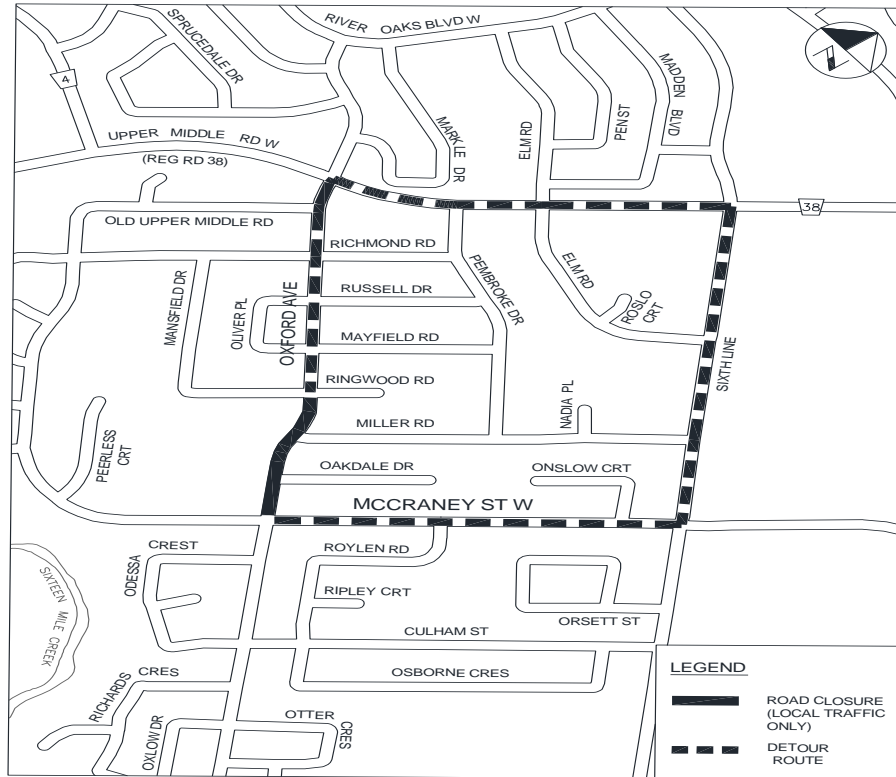 RIVER OAKS BLVD W
SPRUCEDALE DR
4
MADDEN BLVD
UPPER MIDDLE RD W
(REG RD 38)
MARKLE DR
ELM RD
PEN ST
38
OLD UPPER MIDDLE RD
RICHMOND RD
PEMBROKE DR
ELM RD
ROSLO CRT
MANSFIELD DR
OLIVER PL
OXFORD AVE
RUSSELL DR
MAYFIELD RD
SIXTH LINE
RINGWOOD RD
MILLER RD
NADIA PL
PEERLESS CRT
OAKDALE DR
ONSLOW CRT
MCCRANEY ST W
CREST
ODESSA
ROYLEN RD
SIXTEEN MILE CREEK
RIPLEY CRT
ORSETT ST
CULHAM ST
RICHARDS CRES
OSBORNE CRES
OXLOW DR
OTTER CRES
LEGEND
ROAD CLOSURE
(LOCAL TRAFFIC
ONLY)
DETOUR
ROUTE